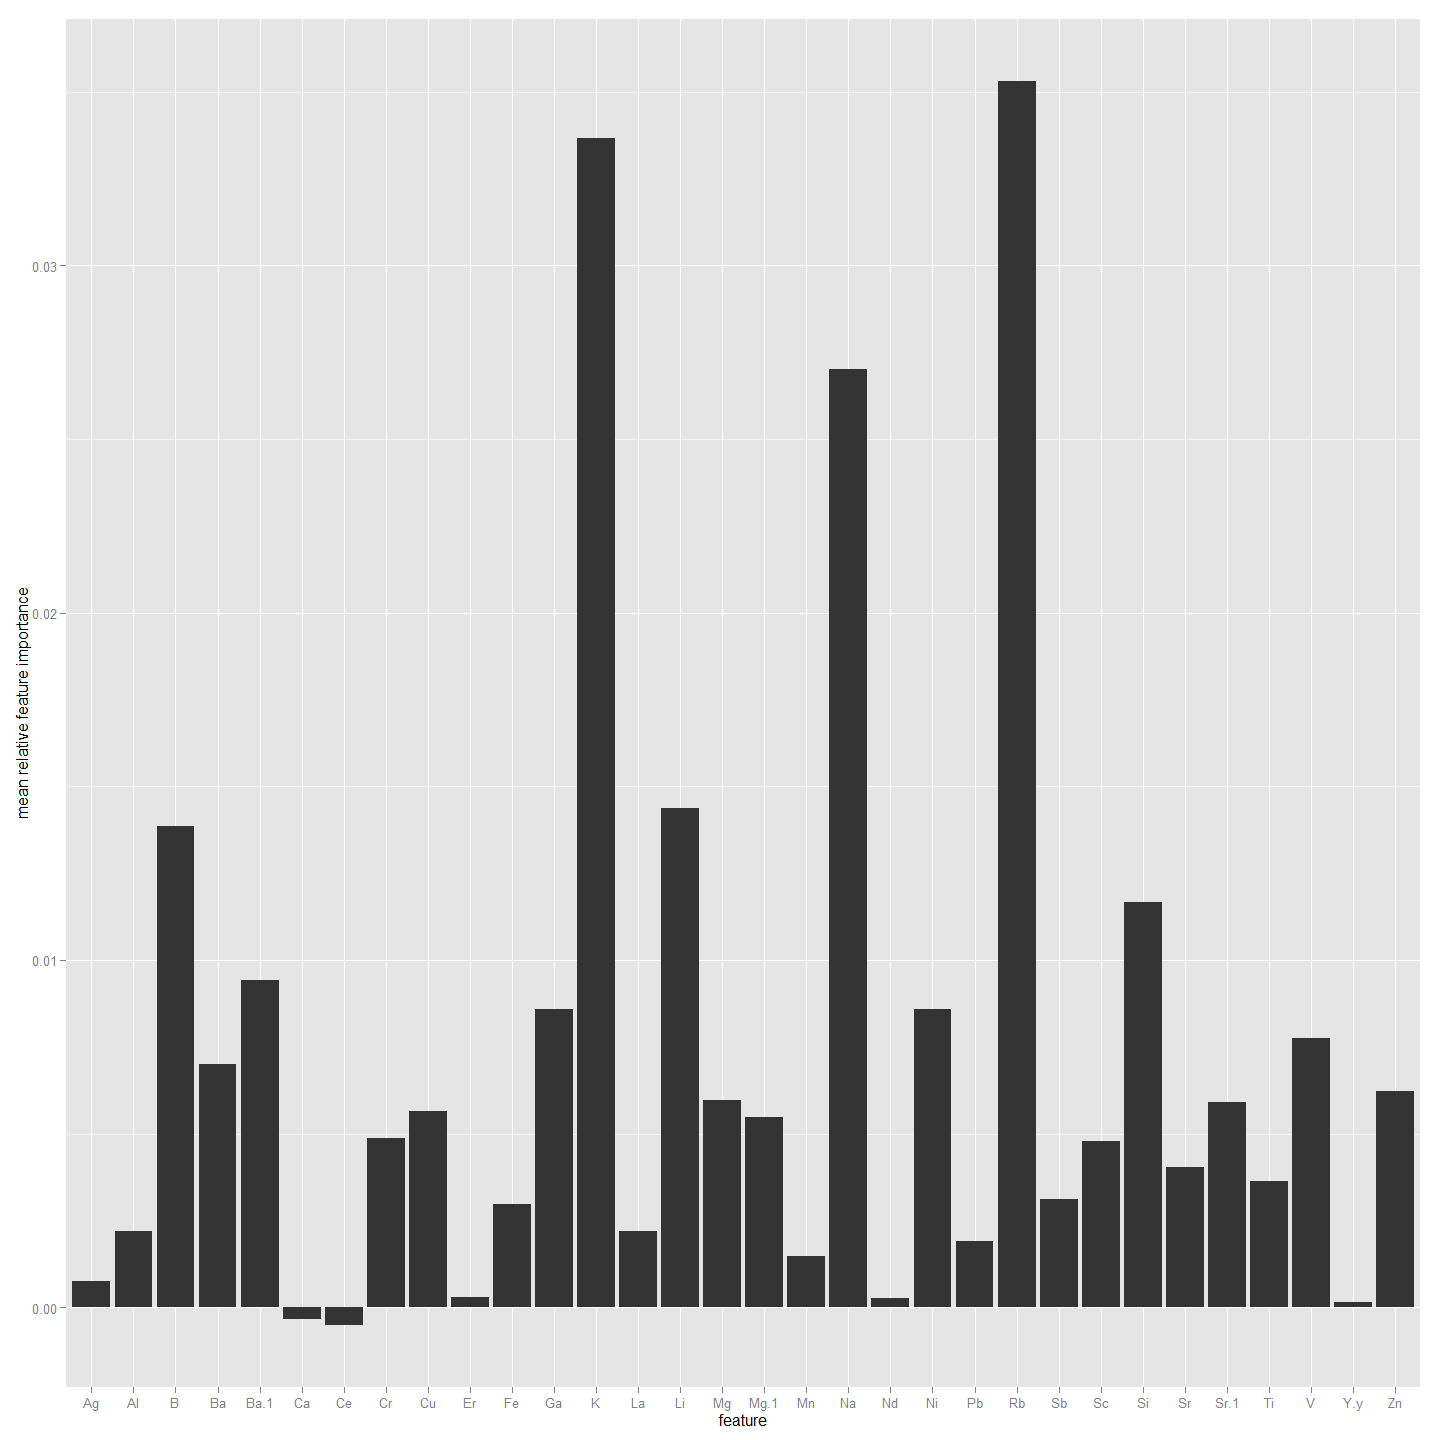 mean relative feature importance
0.03
0.02
0.01
0.00
Ag Al B Ba Ba.1 Ca Ce Cr Cu Er Fe Ga K La Li Mg Mg.1 Mn Na Nd Ni Pb Rb Sb Sc Si Sr Sr.1 Ti V Y.y Zn
feature